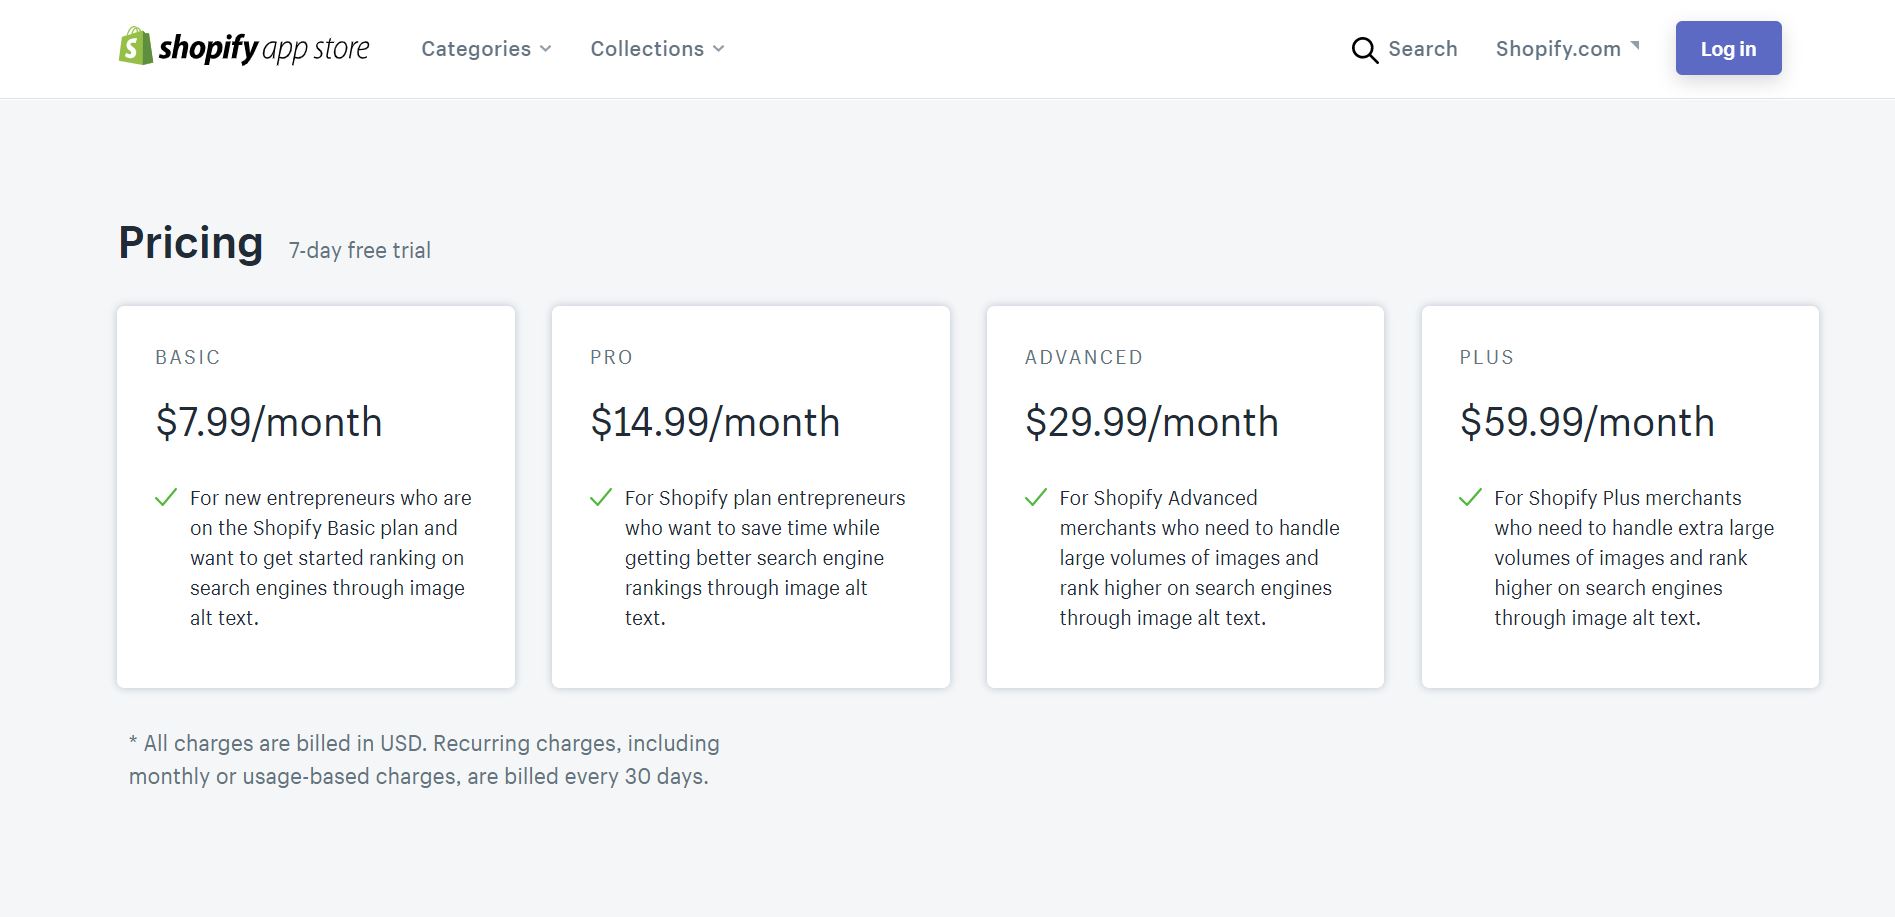 shopify app store
Categories
Collections
Search
Shopify.com
Log in
Pricing
7-day free trial
BASIC
$7.99/month
For new entrepreneurs who are
on the Shopify Basic plan and
want to get started ranking on
search engines through image
alt text.
PRO
$14.99/month
For Shopify plan entrepreneurs
who want to save time while
getting better search engine
rankings through image alt
text.
ADVANCED
$29.99/month
For Shopify Advanced
merchants who need to handle
large volumes of images and
rank higher on search engines
through image alt text.
PLUS
$59.99/month
For Shopify Plus merchants
who need to handle extra large
volumes of images and rank
higher on search engines
through image alt text.
* All charges are billed in USD. Recurring charges, including
monthly or usage-based charges, are billed every 30 days.